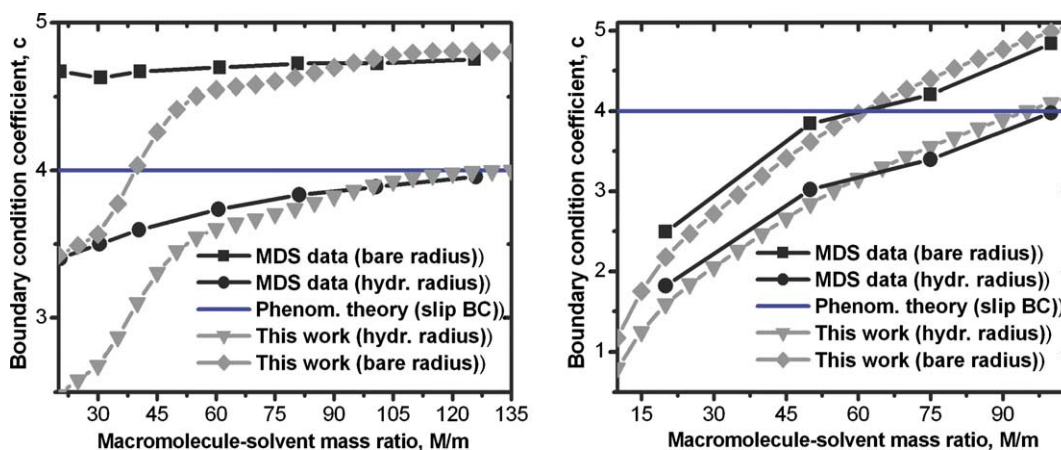 5
4
3
Boundary condition coefficient, c
MDS data (bare radius))
MDS data (hydr. radius))
Phenom. theory (slip BC))
This work (hydr. radius))
This work (bare radius))
30 45 60 75 90 105 120 135
Macromolecule-solvent mass ratio, M/m
5
4
3
2
1
Boundary condition coefficient, c
MDS data (bare radius))
MDS data (hydr. radius))
Phenom. theory (slip BC)
This work (hydr. radius))
This work (bare radius))
15 30 45 60 75 90
Macromolecule-solvent mass ratio, M/m